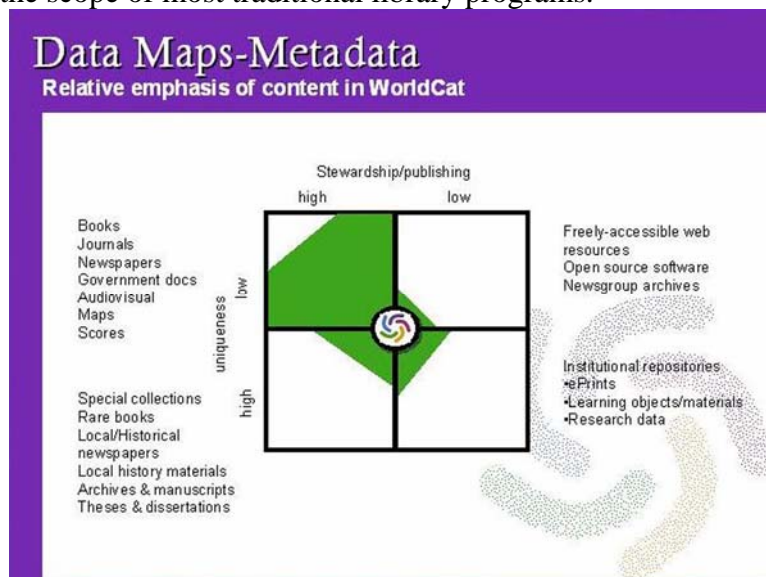 the scope of most traditional library programs.
Data Maps-Metadata
Relative emphasis of content in WorldCat
Stewardship/publishing
high
low
Books
Journals
Newspapers
Government docs
Audiovisual
Maps
Scores
low
uniqueness
high
Freely-accessible web
resources
Open source software
Newsgroup archives
Special collections
Rare books
Local/Historical
newspapers
Local history materials
Archives & manuscripts
Theses & dissertations
Institutional repositories
•ePrints
•Learning objects/materials
•Research data